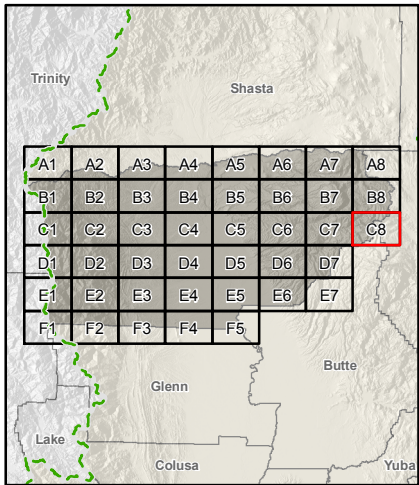 Trinity
Shasta
A1 A2 A3 A4 A5 A6 A7 A8
B1 B2 B3 B4 B5 B6 B7 B8
C1 C2 C3 C4 C5 C6 C7 C8
D1 D2 D3 D4 D5 D6 D7
E1 E2 E3 E4 E5 E6 E7
F1 F2 F3 F4 F5
Butte
Glenn
Lake
Colusa
Yuba